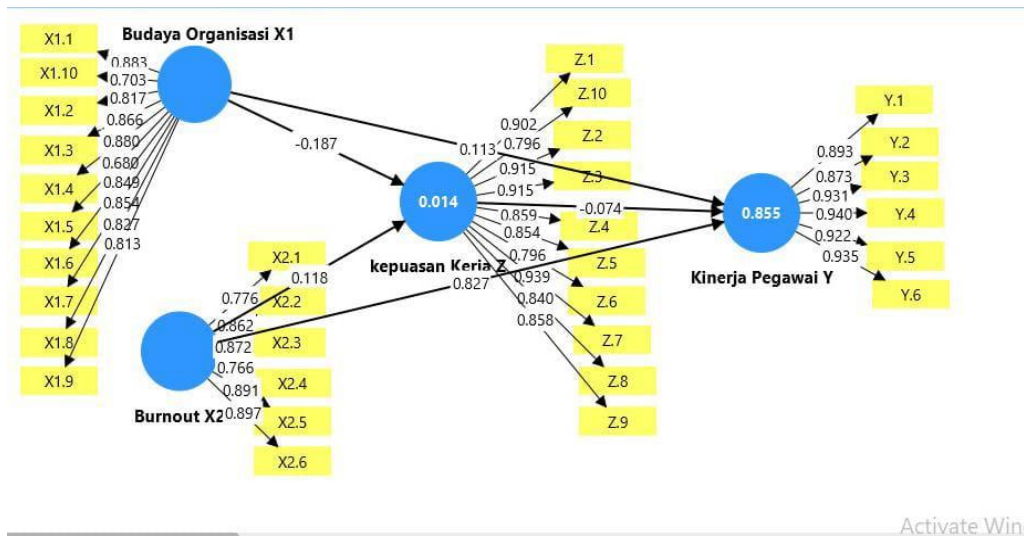 Budaya Organisasi X1
X1.1
X1.10
X1.2
X1.3
X1.4
X1.5
X1.6
X1.7
X1.8
X1.9
0.883
0.703
0.817
0.866
0.880
0.680
0.849
0.854
0.827
0.813
-0.187
0.113
Z.1
Z.10
Z.2
Z.3
Z.4
Z.5
Z.6
Z.7
Z.8
Z.9
0.902
0.796
0.915
0.915
0.859
0.854
0.796
0.939
0.840
0.858
0.014
kepuasan Kerja Z
-0.074
0.118
0.827
X2.1
X2.2
X2.3
X2.4
X2.5
X2.6
0.776
0.862
0.872
0.766
0.891
0.897
Burnout X2
Y.1
Y.2
Y.3
Y.4
Y.5
Y.6
0.893
0.873
0.931
0.940
0.922
0.935
0.855
Kinerja Pegawai Y
Activate Win